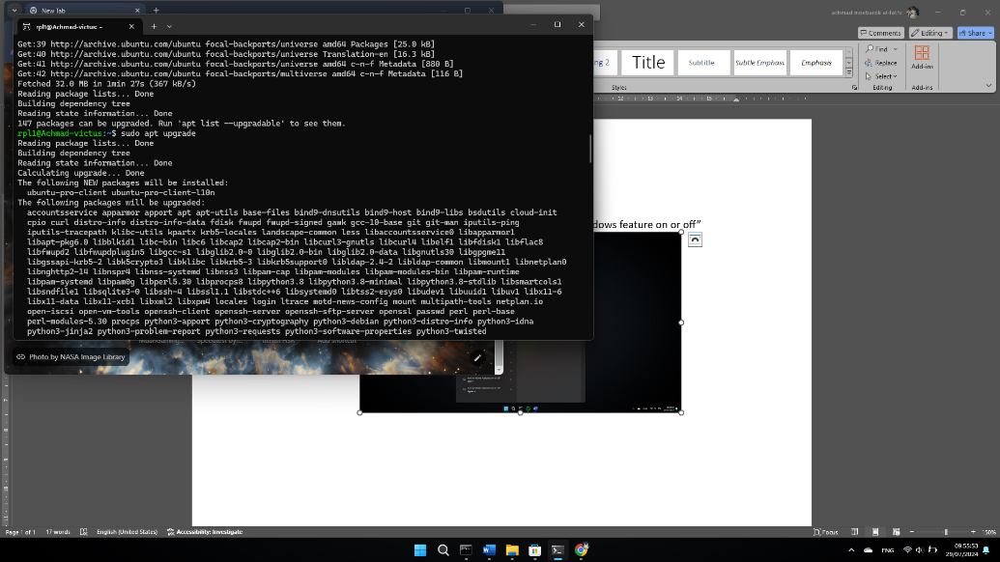 New Tab
achmad moebarok al-fattic
rpl1@Achmad-victus: ~
Comments
Editing
Share
Title
Subtitle
Subtle Emphasis
Emphasis
Find
Replace
Select
Add-ins
Styles
Editing
Add-ins
Get:39 http://archive.ubuntu.com/ubuntu focal-backports/universe amd64 Packages [25.0 kB]
Get:40 http://archive.ubuntu.com/ubuntu focal-backports/universe Translation-en [16.3 kB]
Get:41 http://archive.ubuntu.com/ubuntu focal-backports/universe amd64 c-n-f Metadata [880 B]
Get:42 http://archive.ubuntu.com/ubuntu focal-backports/multiverse amd64 c-n-f Metadata [116 B]
Fetched 32.0 MB in 1min 27s (367 kB/s)
Reading package lists... Done
Building dependency tree
Reading state information... Done
147 packages can be upgraded. Run 'apt list --upgradable' to see them.
rpl1@Achmad-victus:~$ sudo apt upgrade
Reading package lists... Done
Building dependency tree
Reading state information... Done
Calculating upgrade... Done
The following NEW packages will be installed:
ubuntu-pro-client ubuntu-pro-client-l10n
The following packages will be upgraded:
accountsservice apparmor apport apt apt-utils base-files bind9-dnsutils bind9-host bind9-libs bsdutils cloud-init
cpio curl distro-info distro-info-data fdisk fwupd fwupd-signed gawk gcc-10-base git git-man iputils-ping
iputils-tracepath klibc-utils kpartx krb5-locales landscape-common less libaccountsservice0 libapparmor1
libapt-pkg6.0 libblkid1 libc-bin libc6 libcap2 libcap2-bin libcurl3-gnutls libcurl4 libelf1 libfdisk1 libflac8
libfwupd2 libfwupdplugin5 libgcc-s1 libglib2.0-0 libglib2.0-bin libglib2.0-data libgnutls30 libgpgme11
libgssapi-krb5-2 libk5crypto3 libklibc libkrb5-3 libkrb5support0 libldap-2.4-2 libldap-common libmount1 libnetplan0
libnghttp2-14 libnspr4 libnss-systemd libnss3 libpam-cap libpam-modules libpam-modules-bin libpam-runtime
libpam-systemd libpam0g libperl5.30 libprocps8 libpython3.8 libpython3.8-minimal libpython3.8-stdlib libsmartcols1
libsndfile1 libsqlite3-0 libssh-4 libssl1.1 libstdc++6 libsystemd0 libtss2-esys0 libudev1 libuuid1 libuv1 libx11-6
libx11-data libx11-xcb1 libxml2 libxpm4 locales login ltrace motd-news-config mount multipath-tools netplan.io
open-iscsi open-vm-tools openssh-client openssh-server openssh-sftp-server openssl passwd perl perl-base
perl-modules-5.30 procps python3-apport python3-cryptography python3-debian python3-distro-info python3-idna
python3-jinja2 python3-problem-report python3-requests python3-software-properties python3-twisted
dows feature on or off”
Photo by NASA Image Library
Page 1 of 1
17 words
English (United States)
Accessibility: Investigate
Focus
150%
ENG
09:55:53
29/07/2024